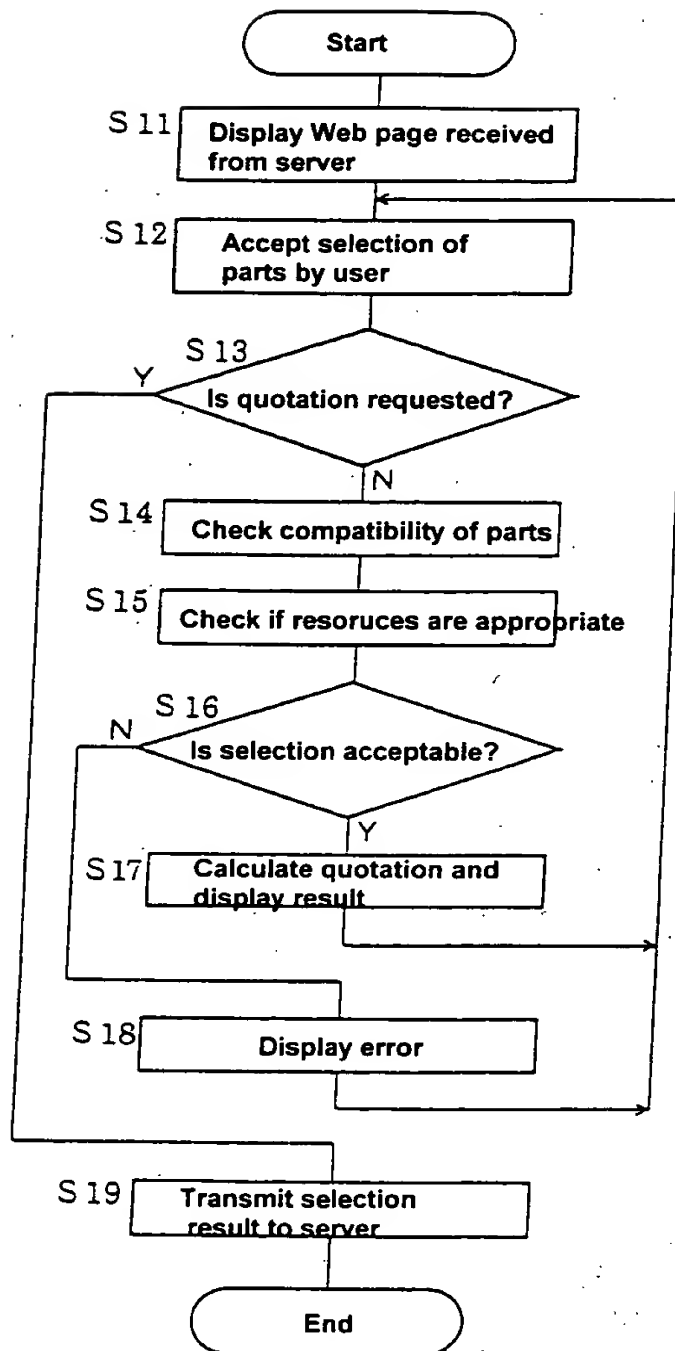 Start
S 11
Display Web page received
from server
S 12
Accept selection of
parts by user
S 13
Y
Is quotation requested?
N
S 14
Check compatibility of parts
S 15
Check if resoruces are appropriate
S 16
N
Is selection acceptable?
Y
S 17
Calculate quotation and
display result
S 18
Display error
S 19
Transmit selection
result to server
End